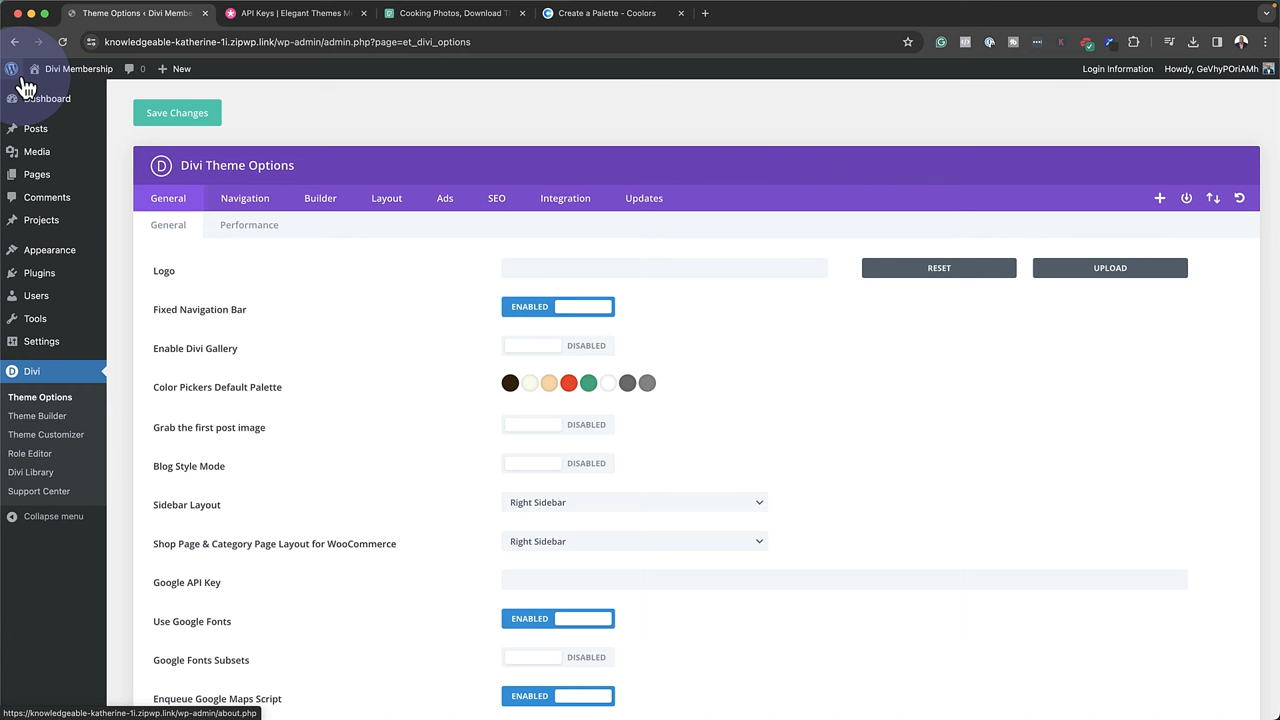 Theme Options ‹ Divi Membe
API Keys | Elegant Themes M
Cooking Photos, Download T
Create a Palette - Coolors
knowledgeable-katherine-1i.zipwp.link/wp-admin/admin.php?page=et_divi_options
Divi Membership
0
New
Login Information
Howdy, GeVhyPOriAMh
Dashboard
Posts
Media
Pages
Comments
Projects
Appearance
Plugins
Users
Tools
Settings
Divi
Theme Options
Theme Builder
Theme Customizer
Role Editor
Divi Library
Support Center
Collapse menu
Save Changes
D Divi Theme Options
General Navigation Builder Layout Ads SEO Integration Updates
General Performance
Logo
RESET
UPLOAD
Fixed Navigation Bar
ENABLED
Enable Divi Gallery
DISABLED
Color Pickers Default Palette
Grab the first post image
DISABLED
Blog Style Mode
DISABLED
Sidebar Layout
Right Sidebar
Shop Page & Category Page Layout for WooCommerce
Right Sidebar
Google API Key
Use Google Fonts
ENABLED
Google Fonts Subsets
DISABLED
Enqueue Google Maps Script
ENABLED
https://knowledgeable-katherine-1i.zipwp.link/wp-admin/about.php